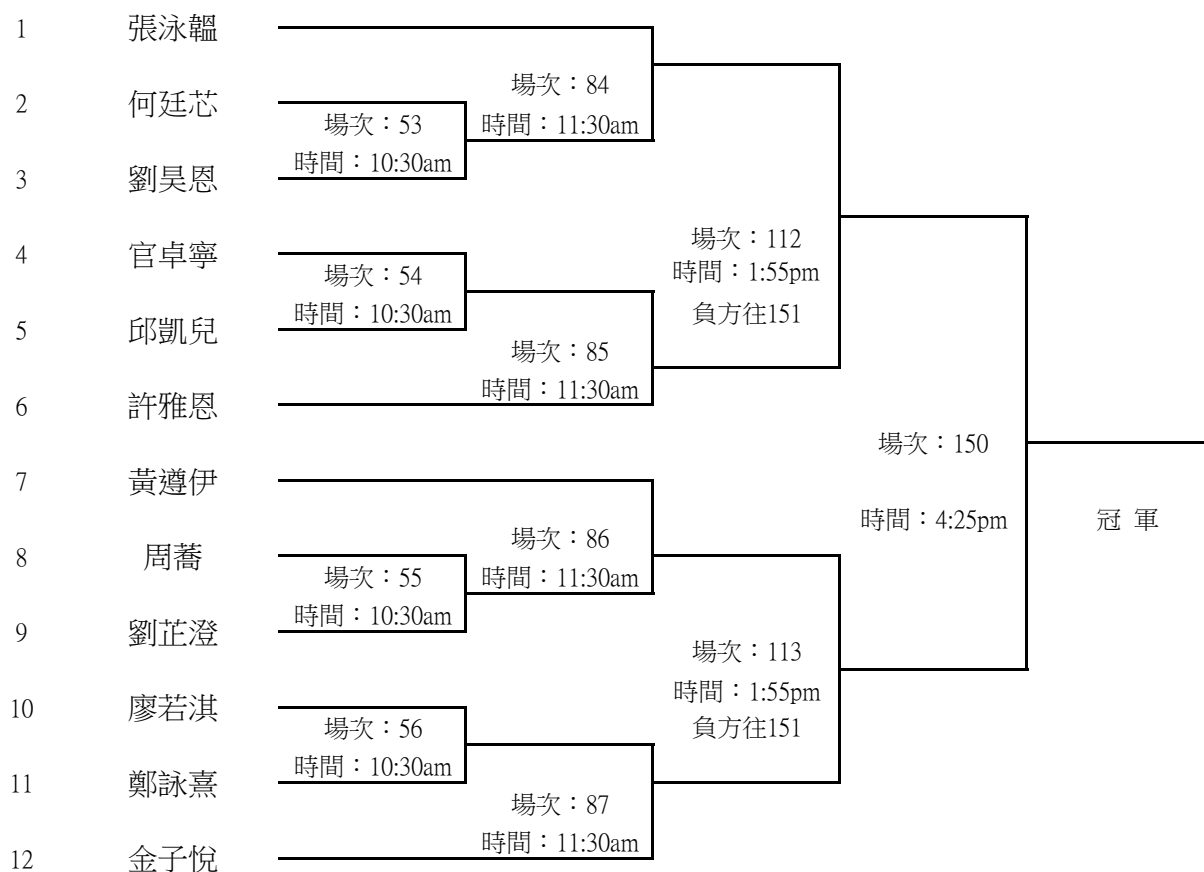 1 張泳韞
場次：84
2 何廷芯
場次：53
時間：11:30am
時間：10:30am
3 劉昊恩
4 官卓寧
場次：112
場次：54
時間：1:55pm
時間：10:30am
負方往151
5 邱凱兒
場次：85
時間：11:30am
6 許雅恩
場次：150
7 黃遵伊
時間：4:25pm
冠 軍
場次：86
8 周蕎
場次：55
時間：11:30am
時間：10:30am
9 劉芷澄
場次：113
時間：1:55pm
10 廖若淇
場次：56
負方往151
時間：10:30am
11 鄭詠熹
場次：87
時間：11:30am
12 金子悅